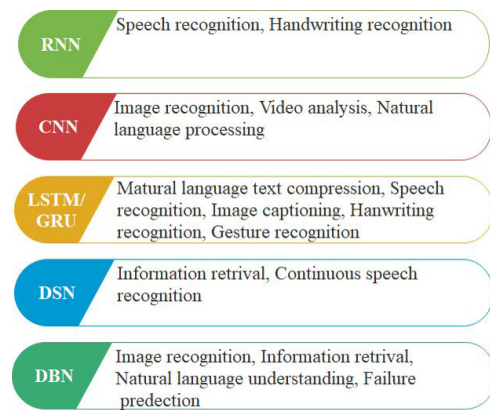 RNN
Speech recognition, Handwriting recognition
CNN
Image recognition, Video analysis, Natural
language processing
LSTM/
GRU
Matural language text compression, Speech
recognition, Image captioning, Hanwriting
recognition, Gesture recognition
DSN
Information retrival, Continuous speech
recognition
DBN
Image recognition, Information retrival,
Natural language understanding, Failure
predection